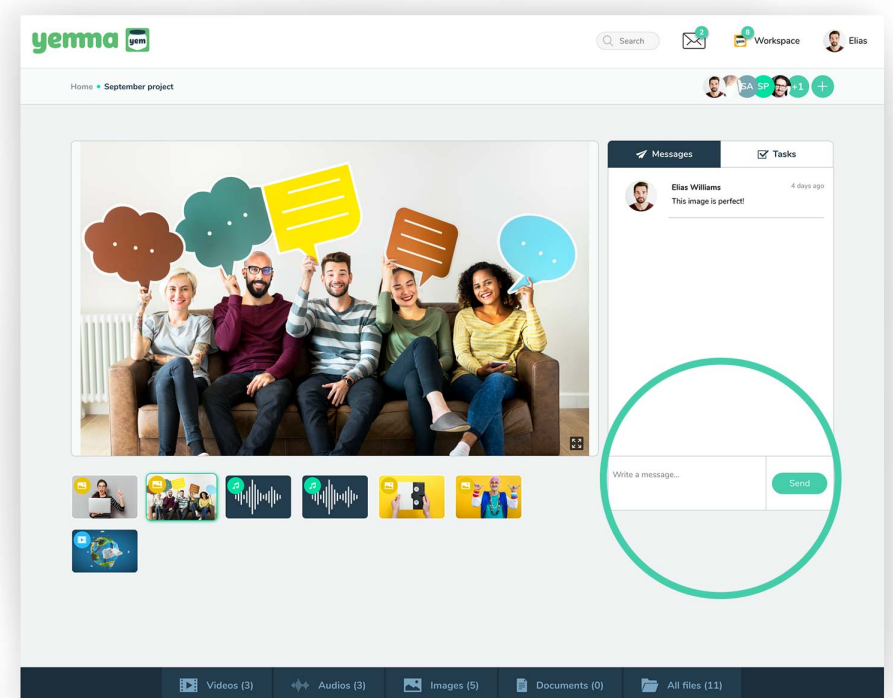 yemma yem
Search
2
8
Workspace
Elias
Home • September project
SA SP +1 +
Messages
Tasks
Elias Williams
4 days ago
This image is perfect!
Write a message...
Send
Videos (3)
Audios (3)
Images (5)
Documents (0)
All files (11)